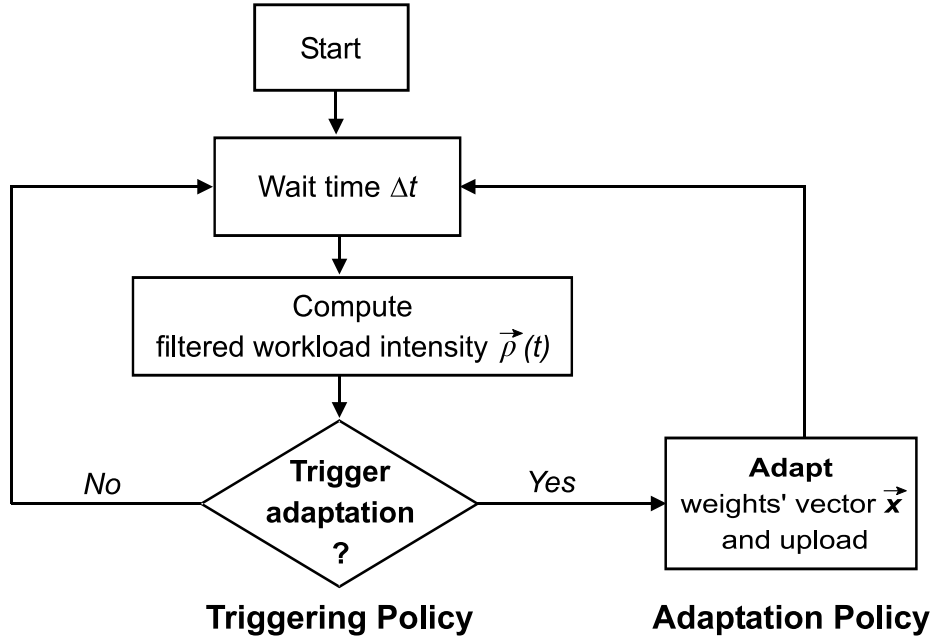 Start
Wait time Δt
Compute
filtered workload intensity ρ⃗ (t)
Trigger
adaptation
?
No
Yes
Adapt
weights' vector x⃗
and upload
Triggering Policy
Adaptation Policy